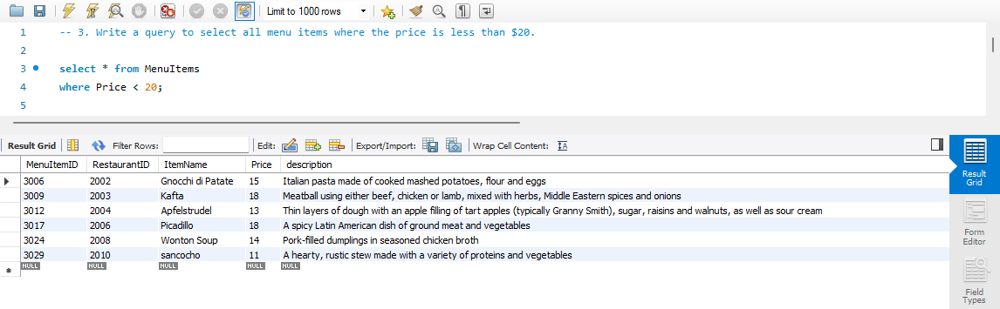 Limit to 1000 rows
1 -- 3. Write a query to select all menu items where the price is less than $20.
2
3 select * from MenuItems
4 where Price < 20;
5
Result Grid Filter Rows: Edit: Export/Import: Wrap Cell Content: IA
MenuItemID RestaurantID ItemName Price description
3006 2002 Gnocchi di Patate 15 Italian pasta made of cooked mashed potatoes, flour and eggs
3009 2003 Kafta 18 Meatball using either beef, chicken or lamb, mixed with herbs, Middle Eastern spices and onions
3012 2004 Apfelstrudel 13 Thin layers of dough with an apple filling of tart apples (typically Granny Smith), sugar, raisins and walnuts, as well as sour cream
3017 2006 Picadillo 18 A spicy Latin American dish of ground meat and vegetables
3024 2008 Wonton Soup 14 Pork-filled dumplings in seasoned chicken broth
3029 2010 sancocho 11 A hearty, rustic stew made with a variety of proteins and vegetables
NULL NULL NULL NULL NULL
Result
Grid
Form
Editor
Field
Types